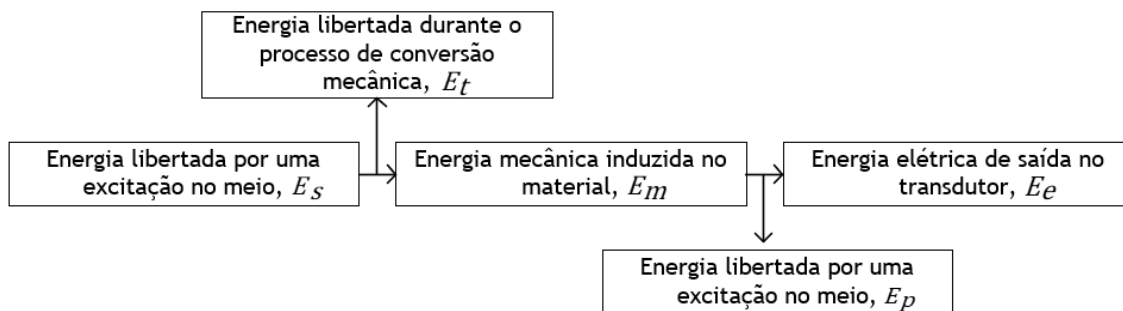 Energia libertada durante o
processo de conversão
mecânica, Et
Energia libertada por uma
excitação no meio, Es
Energia mecânica induzida no
material, Em
Energia elétrica de saída no
transdutor, Ee
Energia libertada por uma
excitação no meio, Ep